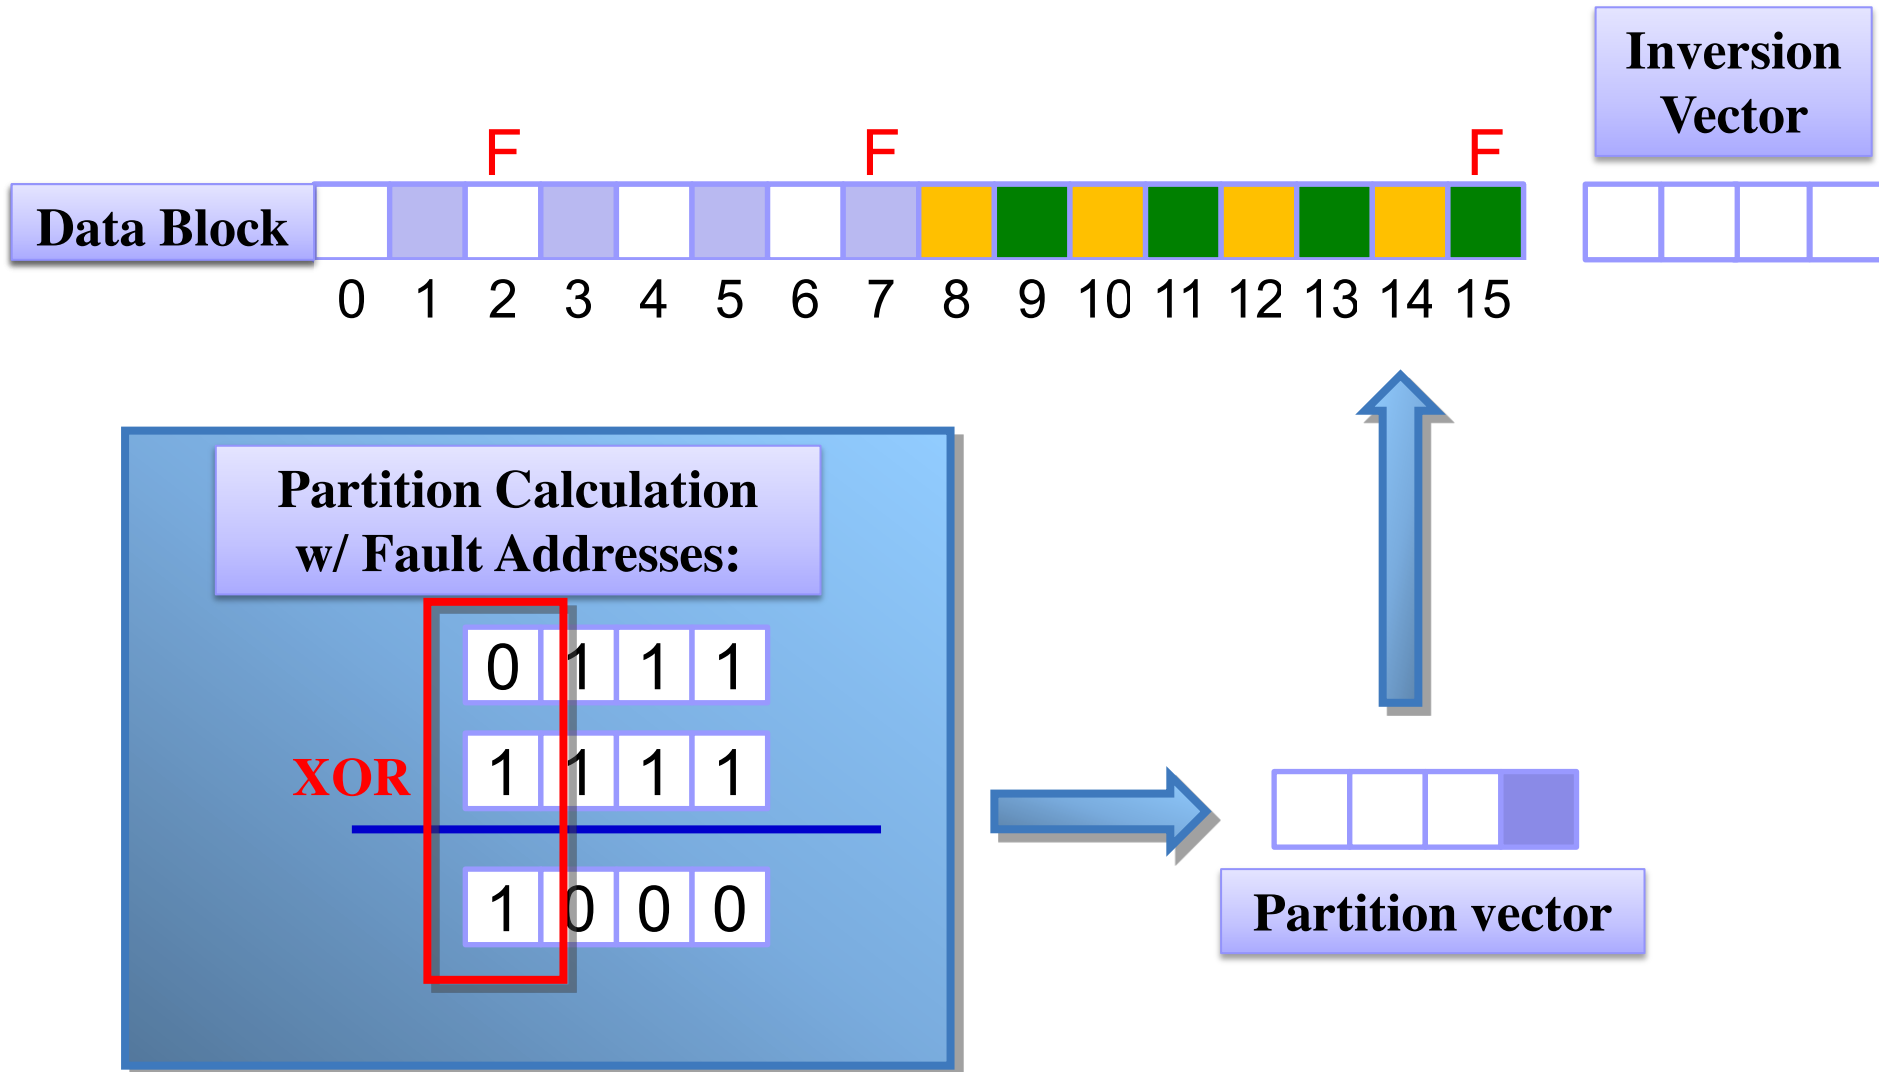 Inversion
Vector
F F F
Data Block
0 1 2 3 4 5 6 7 8 9 10 11 12 13 14 15
Partition Calculation
w/ Fault Addresses:
0 1 1 1
XOR 1 1 1 1
1 0 0 0
Partition vector